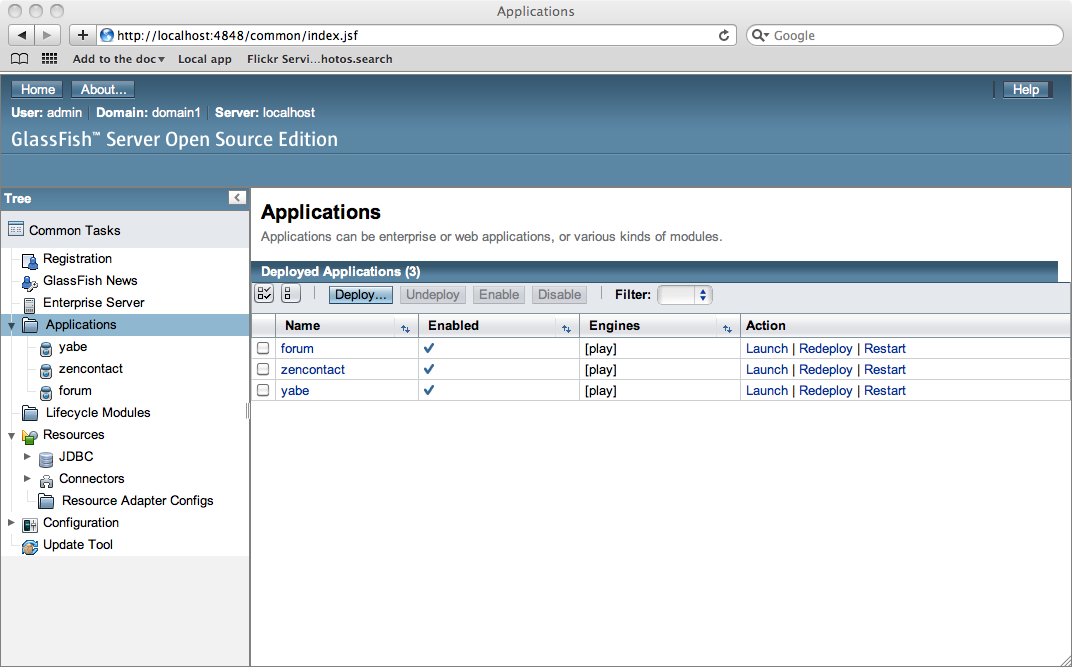 Applications
http://localhost:4848/common/index.jsf
Google
Add to the doc Local app Flickr Servi...hotos.search
Home About... Help
User: admin Domain: domain1 Server: localhost
GlassFish™ Server Open Source Edition
Tree
Common Tasks
Registration
GlassFish News
Enterprise Server
Applications
yabe
zencontact
forum
Lifecycle Modules
Resources
JDBC
Connectors
Resource Adapter Configs
Configuration
Update Tool
Applications
Applications can be enterprise or web applications, or various kinds of modules.
Deployed Applications (3)
Deploy... Undeploy Enable Disable Filter:
Name Enabled Engines Action
forum [play] Launch | Redeploy | Restart
zencontact [play] Launch | Redeploy | Restart
yabe [play] Launch | Redeploy | Restart